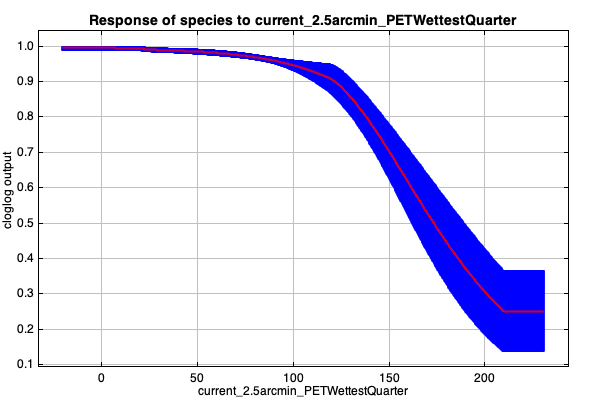 Response of species to current_2.5arcmin_PETWettestQuarter
1.0
0.9
0.8
0.7
0.6
0.5
0.4
0.3
0.2
0.1
cloglog output
0 50 100 150 200
current_2.5arcmin_PETWettestQuarter